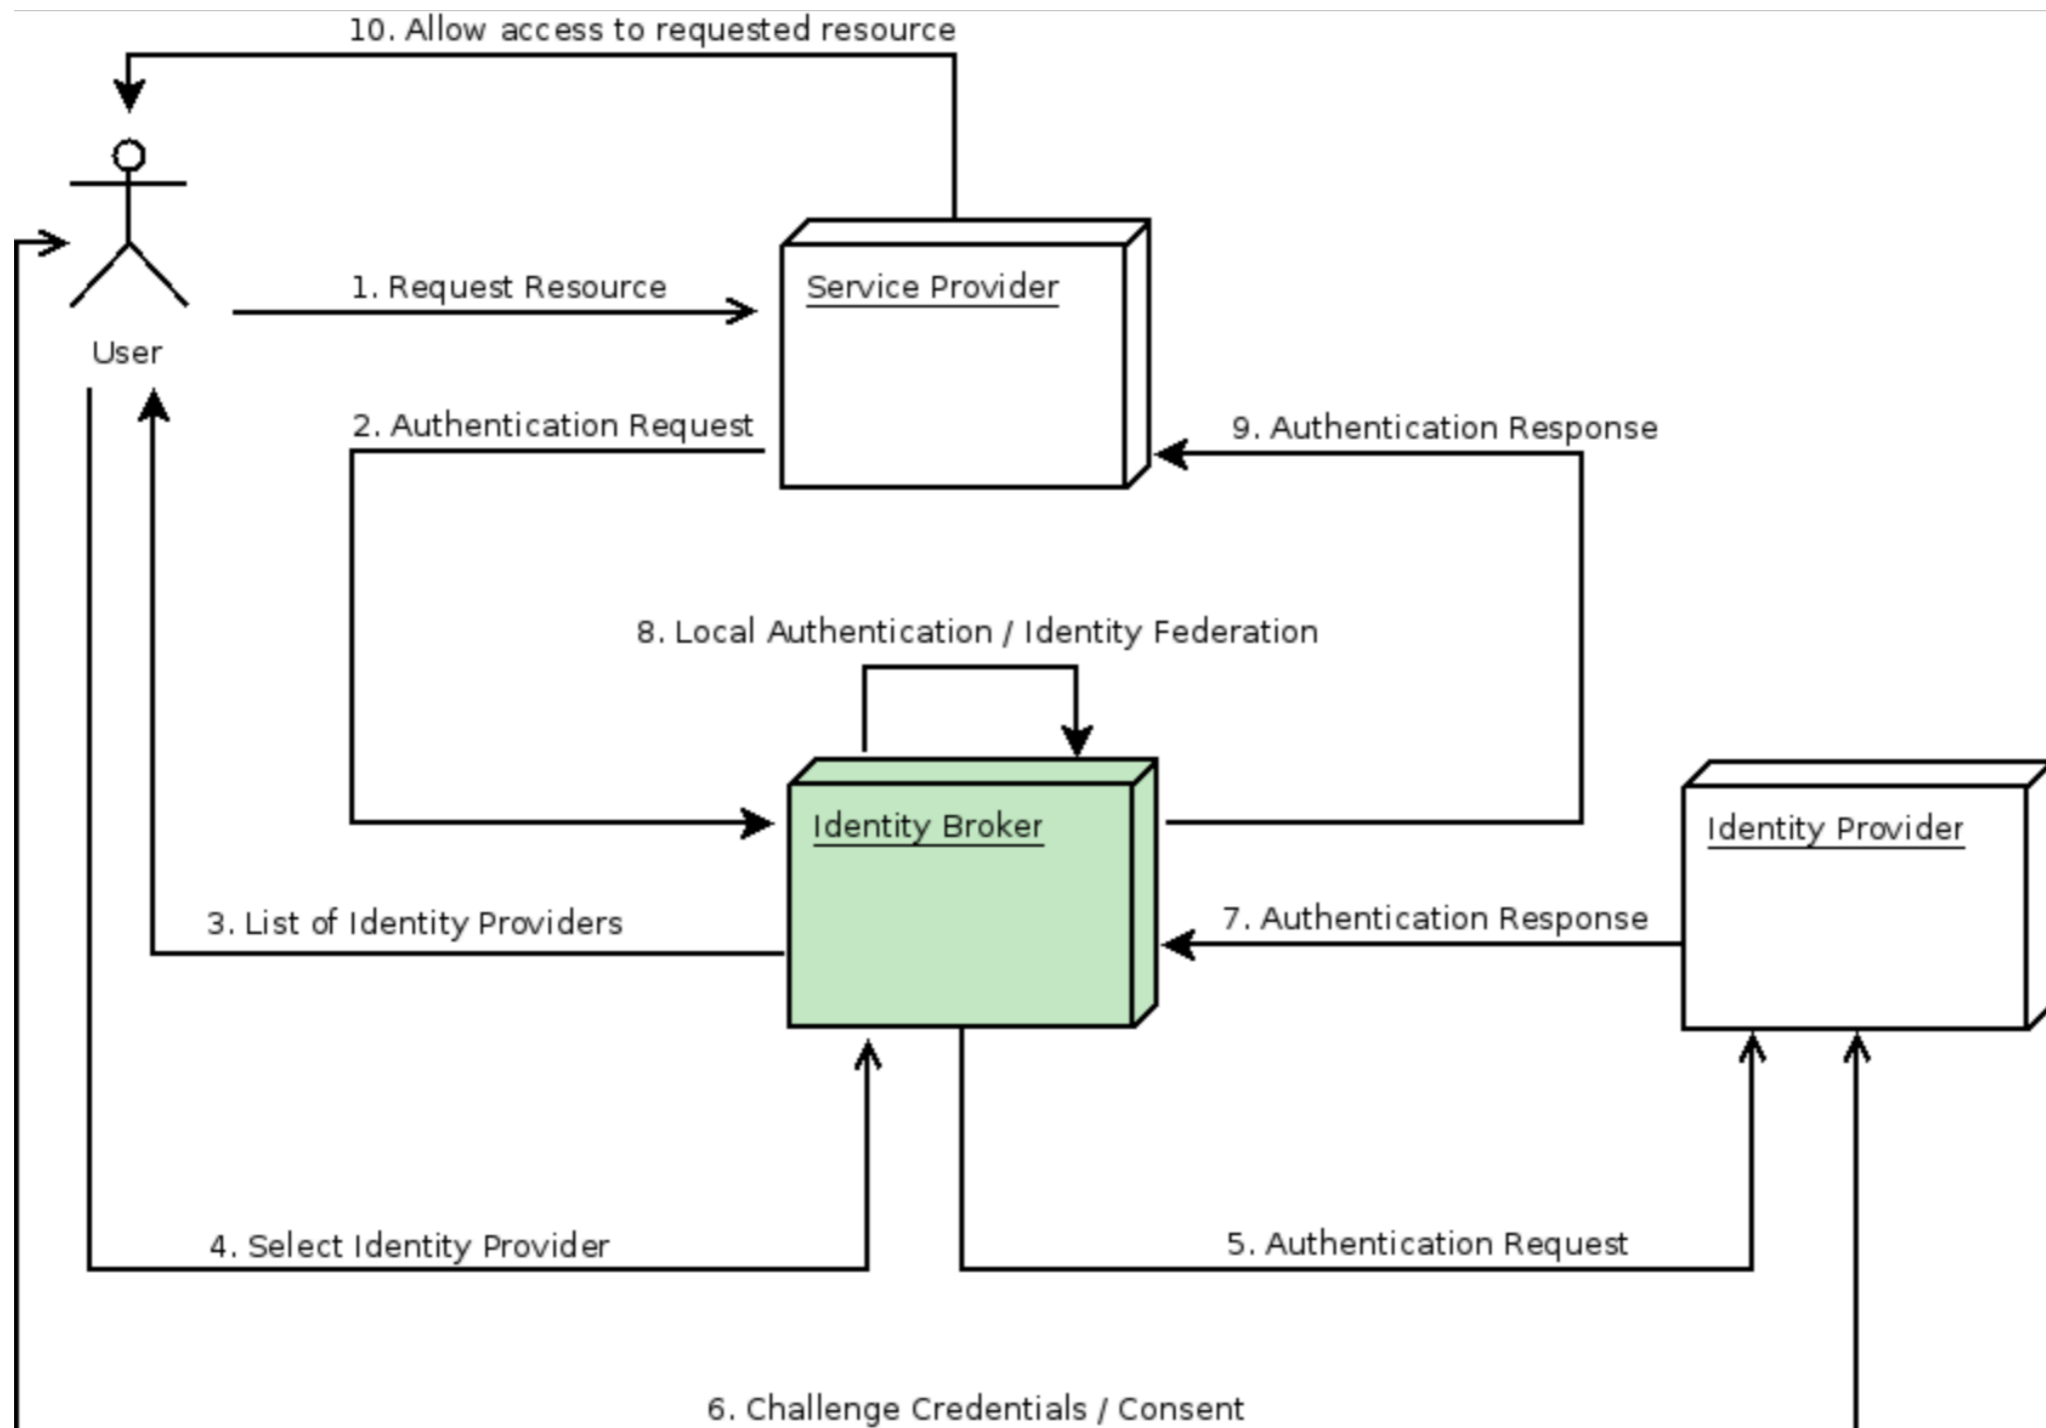 10. Allow access to requested resource
1. Request Resource
Service Provider
User
2. Authentication Request
9. Authentication Response
8. Local Authentication / Identity Federation
Identity Broker
Identity Provider
3. List of Identity Providers
7. Authentication Response
4. Select Identity Provider
5. Authentication Request
6. Challenge Credentials / Consent